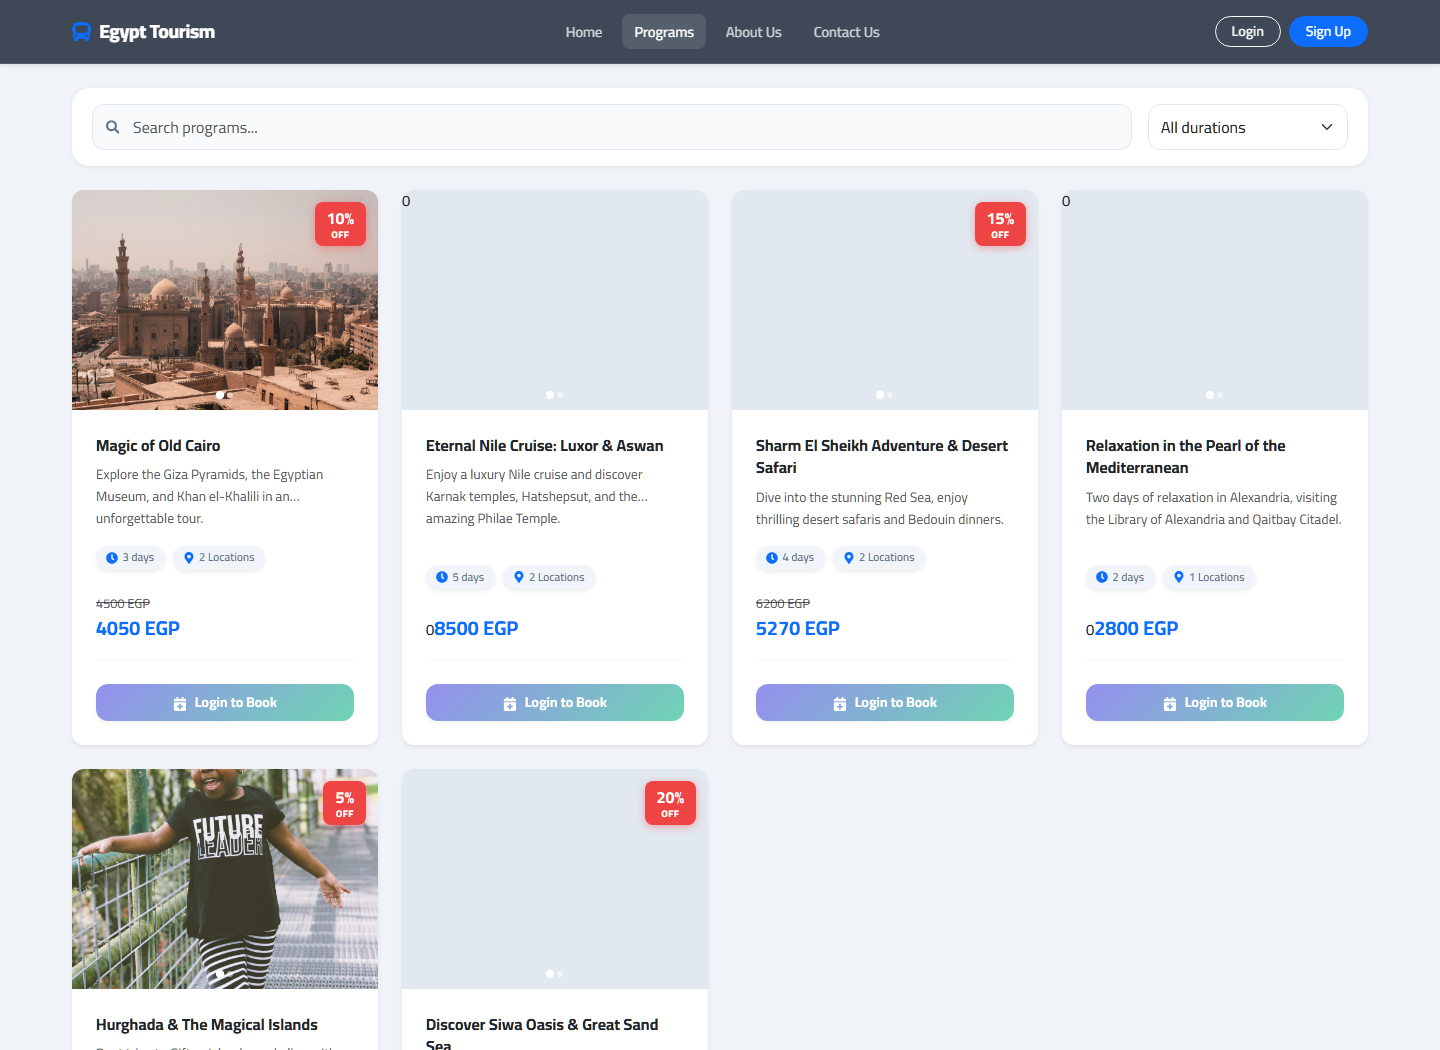 Egypt Tourism
Home
Programs
About Us
Contact Us
Login
Sign Up
Search programs...
All durations
10%
OFF
Magic of Old Cairo
Explore the Giza Pyramids, the Egyptian
Museum, and Khan el-Khalili in an...
unforgettable tour.
3 days
2 Locations
4500 EGP
4050 EGP
Login to Book
0
Eternal Nile Cruise: Luxor & Aswan
Enjoy a luxury Nile cruise and discover
Karnak temples, Hatshepsut, and the...
amazing Philae Temple.
5 days
2 Locations
08500 EGP
Login to Book
15%
OFF
Sharm El Sheikh Adventure & Desert
Safari
Dive into the stunning Red Sea, enjoy
thrilling desert safaris and Bedouin dinners.
4 days
2 Locations
6200 EGP
5270 EGP
Login to Book
0
Relaxation in the Pearl of the
Mediterranean
Two days of relaxation in Alexandria, visiting
the Library of Alexandria and Qaitbay Citadel.
2 days
1 Locations
02800 EGP
Login to Book
5%
OFF
FUTURE
LEADER
Hurghada & The Magical Islands
20%
OFF
Discover Siwa Oasis & Great Sand
Sea